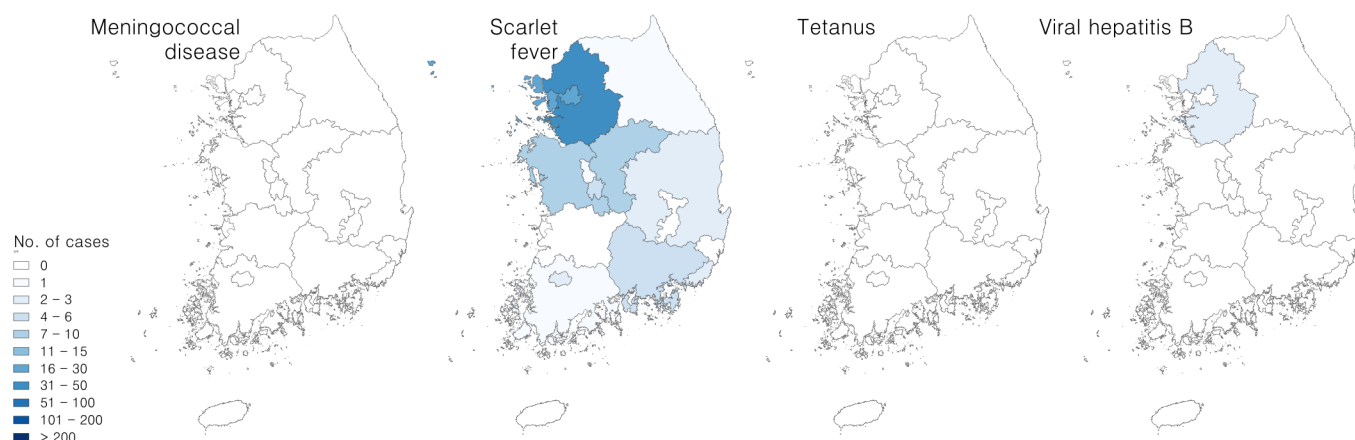 Meningococcal
disease
Scarlet
fever
Tetanus
Viral hepatitis B
No. of cases
0
1
2 – 3
4 – 6
7 – 10
11 – 15
16 – 30
31 – 50
51 – 100
101 – 200
> 200